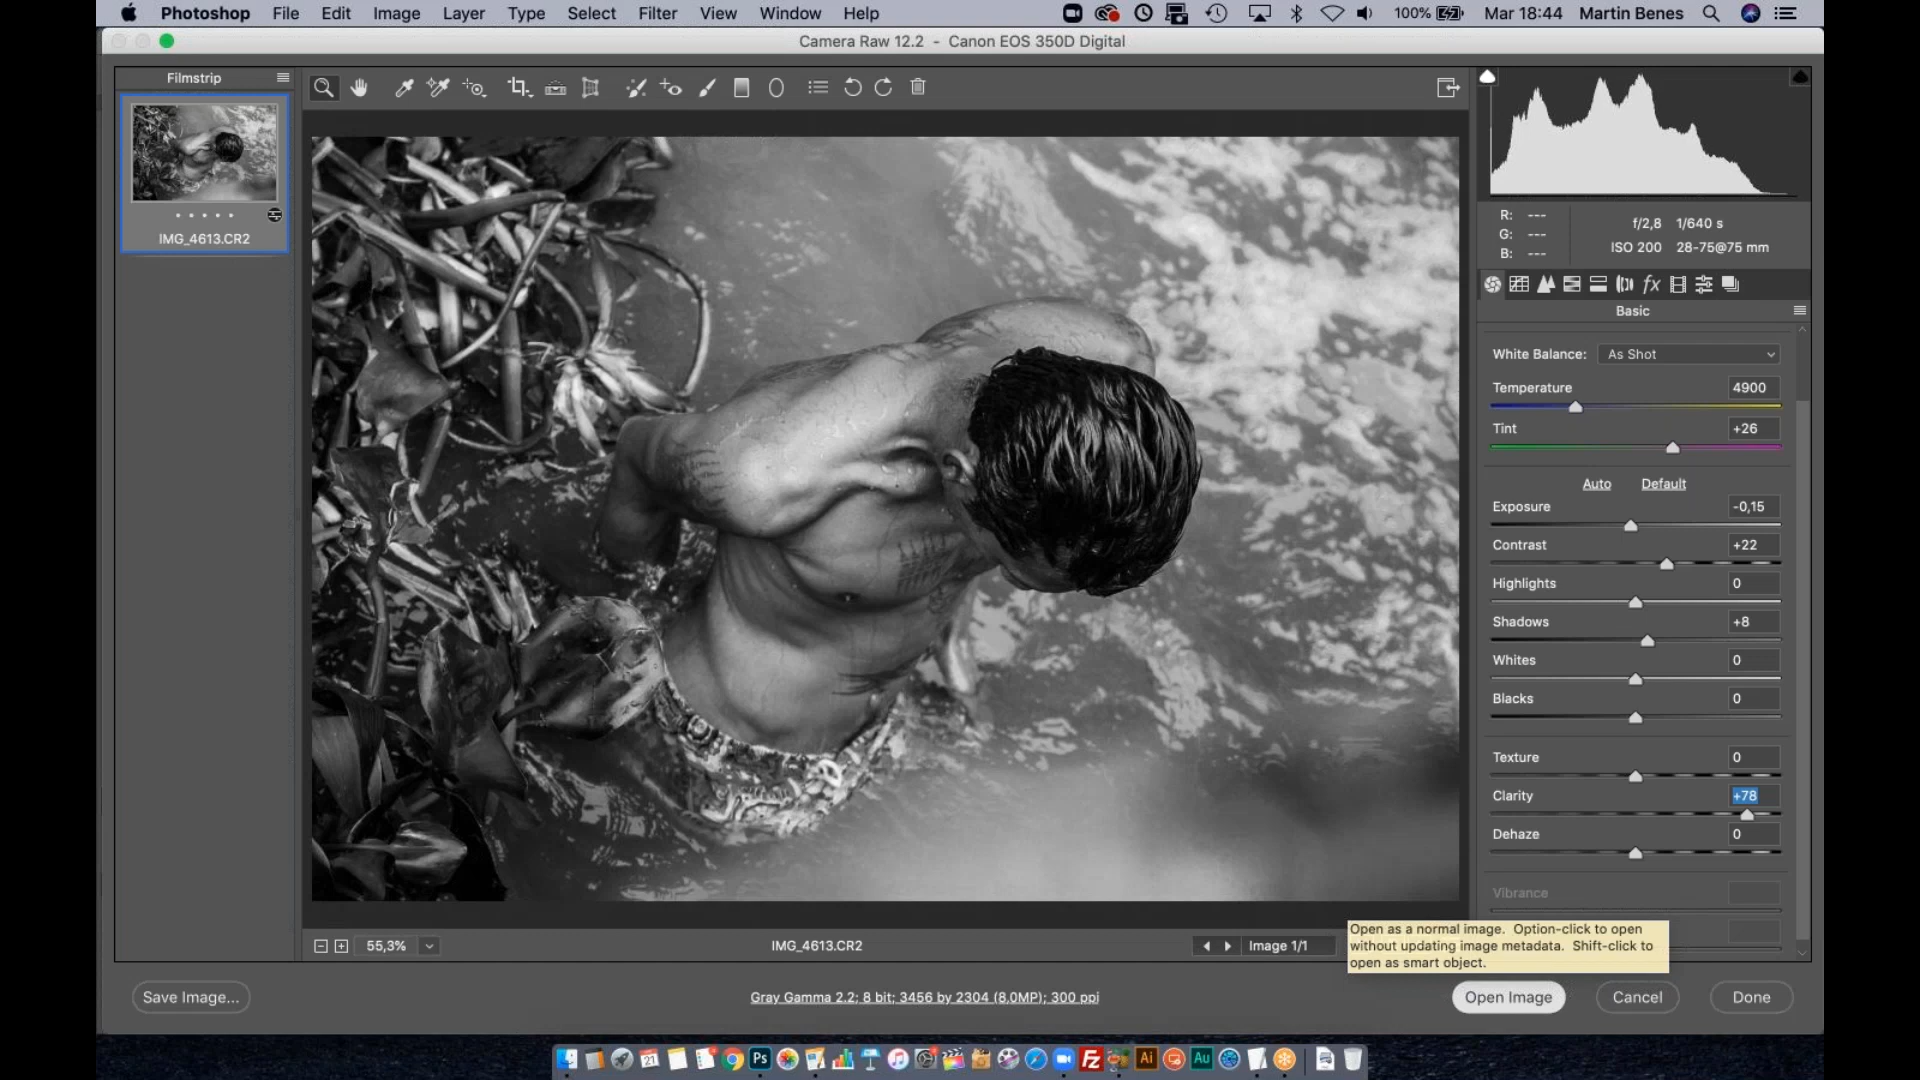 Photoshop File Edit Image Layer Type Select Filter View Window Help 100% Mar 18:44 Martin Benes
Camera Raw 12.2 - Canon EOS 350D Digital
Filmstrip
IMG_4613.CR2
R: ---
G: ---
B: ---
f/2,8 1/640 s
ISO 200 28-75@75 mm
fx
Basic
White Balance: As Shot
Temperature 4900
Tint +26
Auto Default
Exposure -0,15
Contrast +22
Highlights 0
Shadows +8
Whites 0
Blacks 0
Texture 0
Clarity +78
Dehaze 0
Vibrance
55,3%
IMG_4613.CR2
Image 1/1
Open as a normal image. Option-click to open
without updating image metadata. Shift-click to
open as smart object.
Save Image...
Gray Gamma 2.2; 8 bit; 3456 by 2304 (8,0MP); 300 ppi
Open Image Cancel Done
21 Ps Fz Ai Au